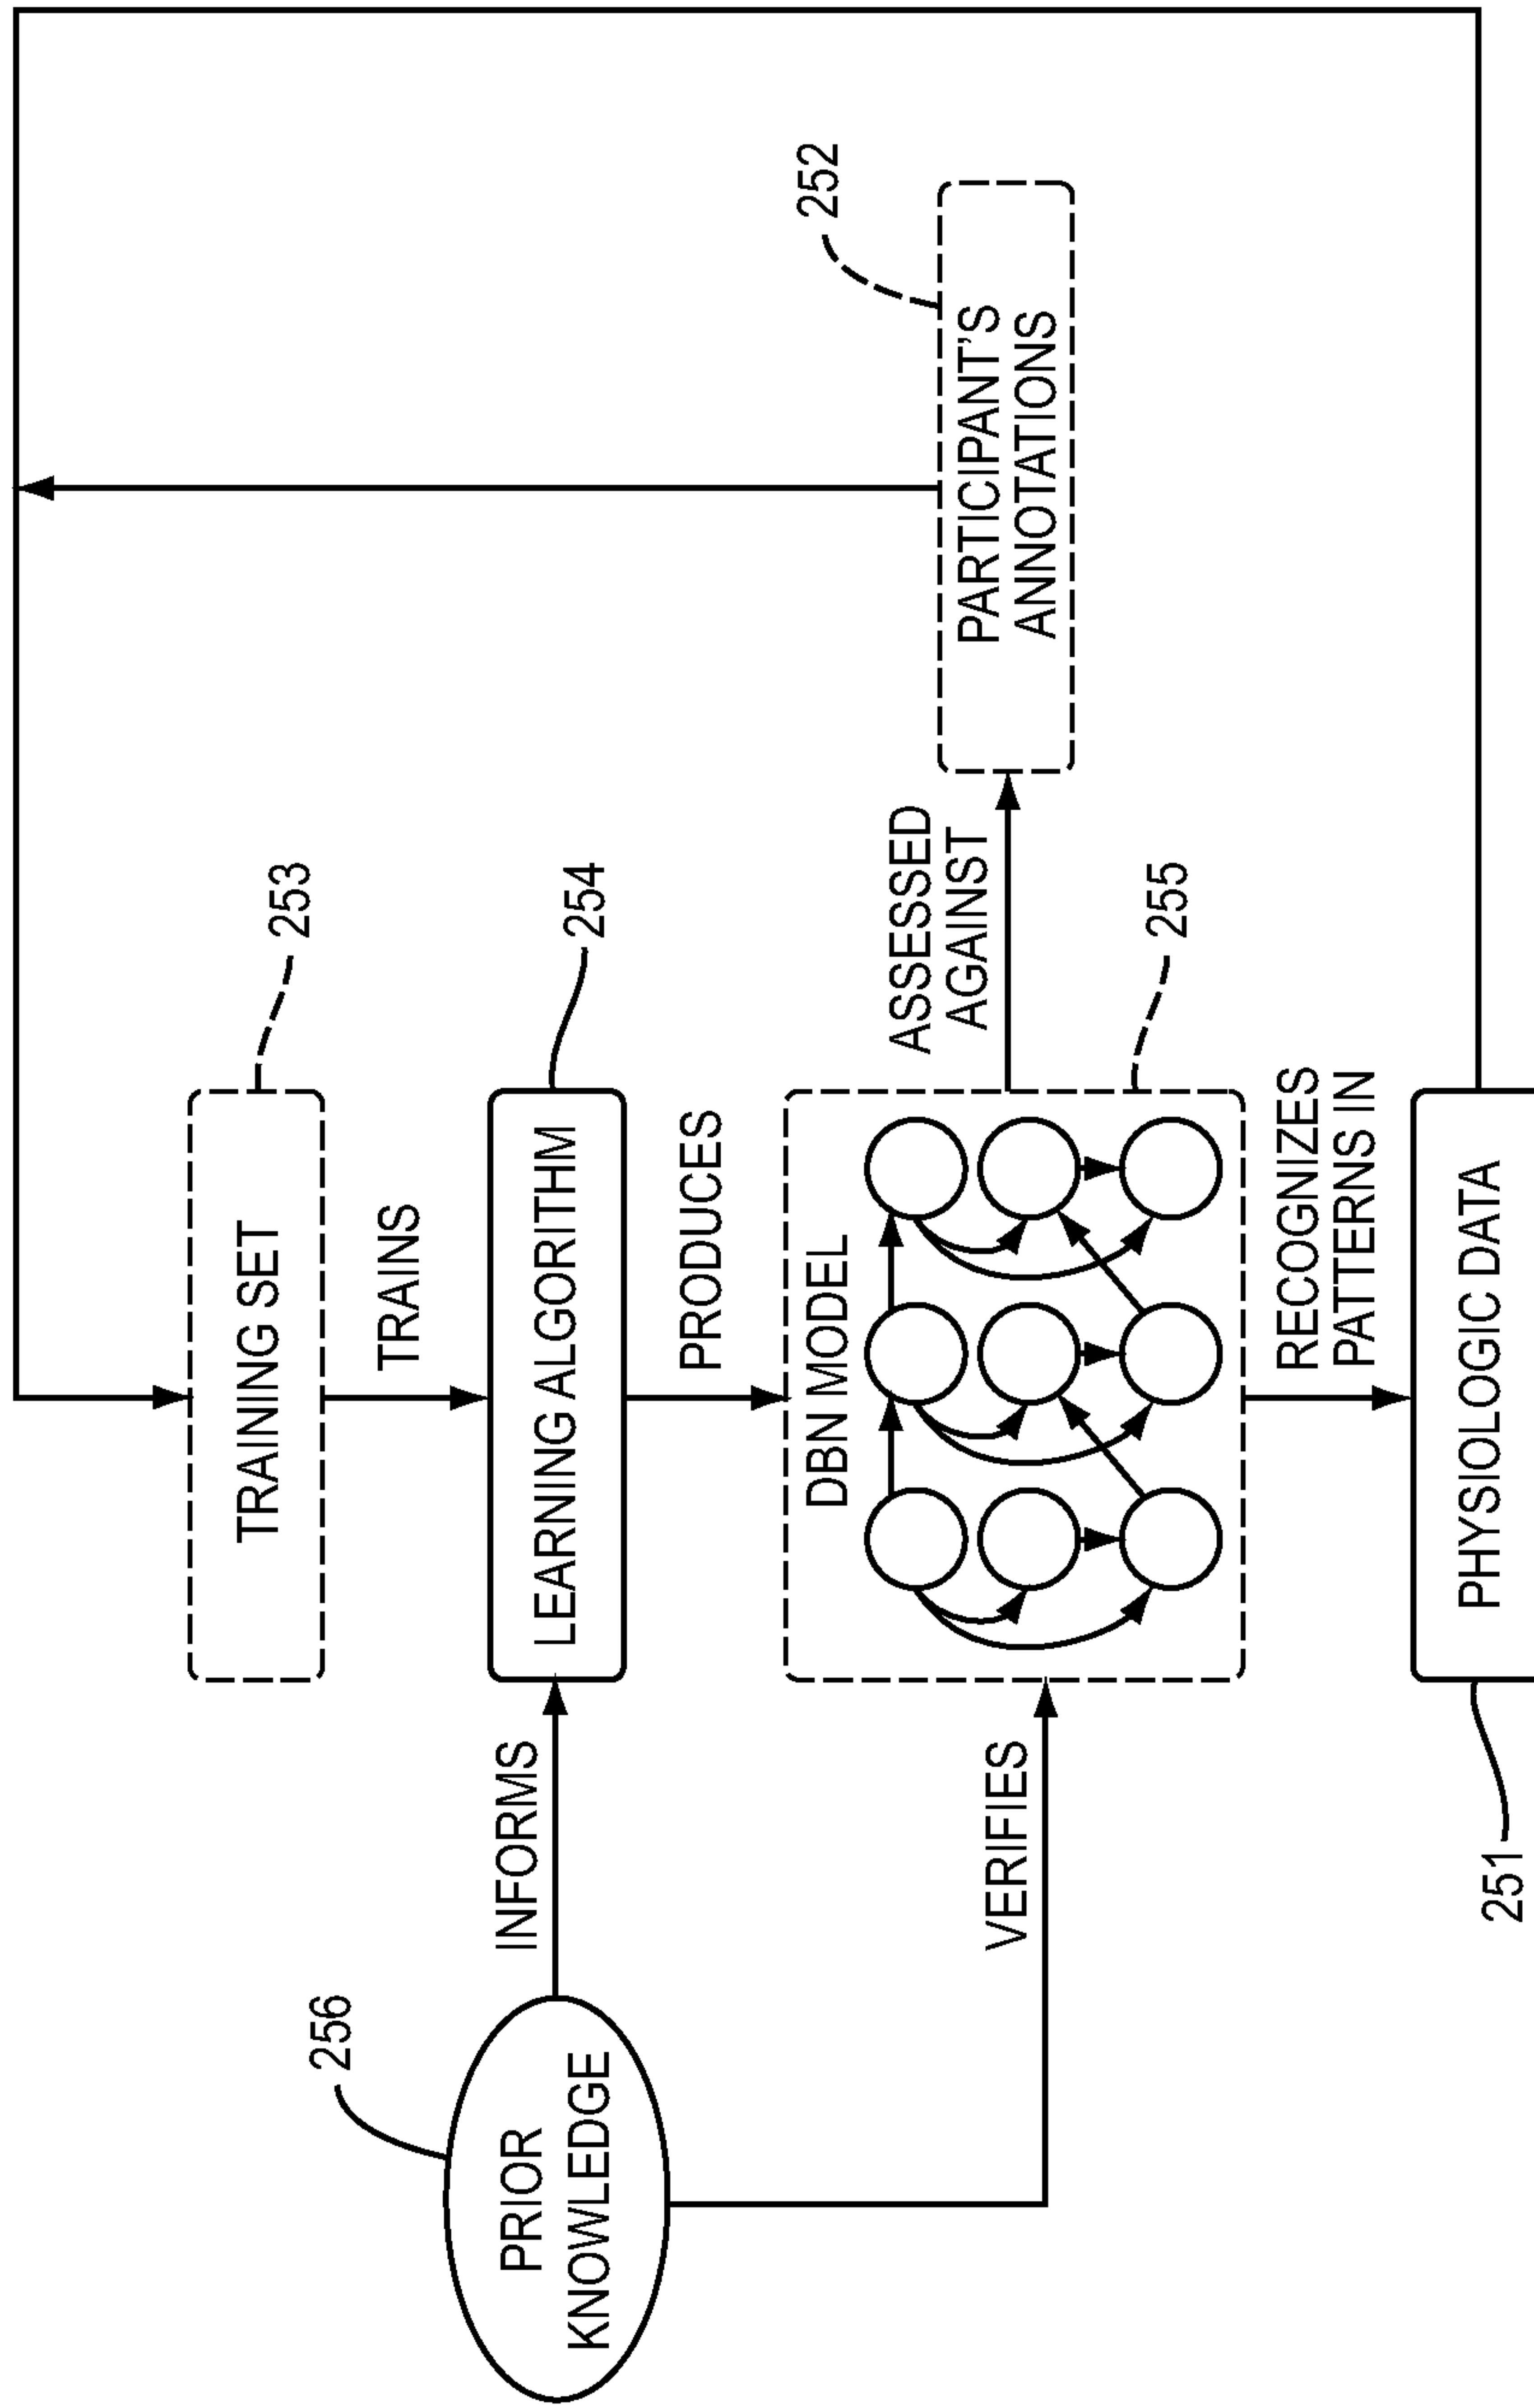 253
TRAINING SET
TRAINS
256
INFORMS
LEARNING ALGORITHM
254
PRIOR
KNOWLEDGE
PRODUCES
252
DBN MODEL
ASSESSED
AGAINST
PARTICIPANT'S
ANNOTATIONS
VERIFIES
255
RECOGNIZES
PATTERNS IN
PHYSIOLOGIC DATA
251